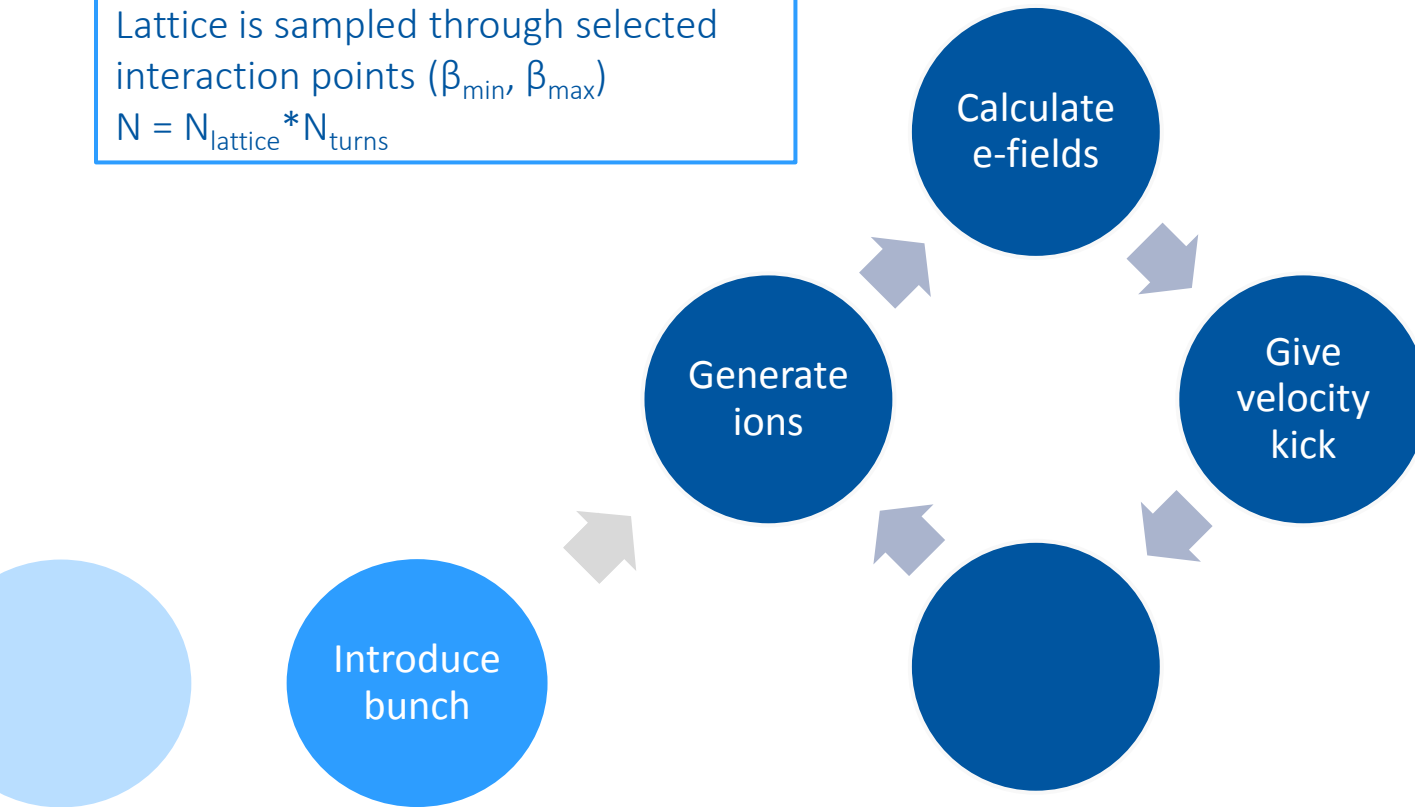 Lattice is sampled through selected
interaction points (βmin, βmax)
N = Nlattice*Nturns
Calculate
e-fields
Generate
ions
Give
velocity
kick
Introduce
bunch